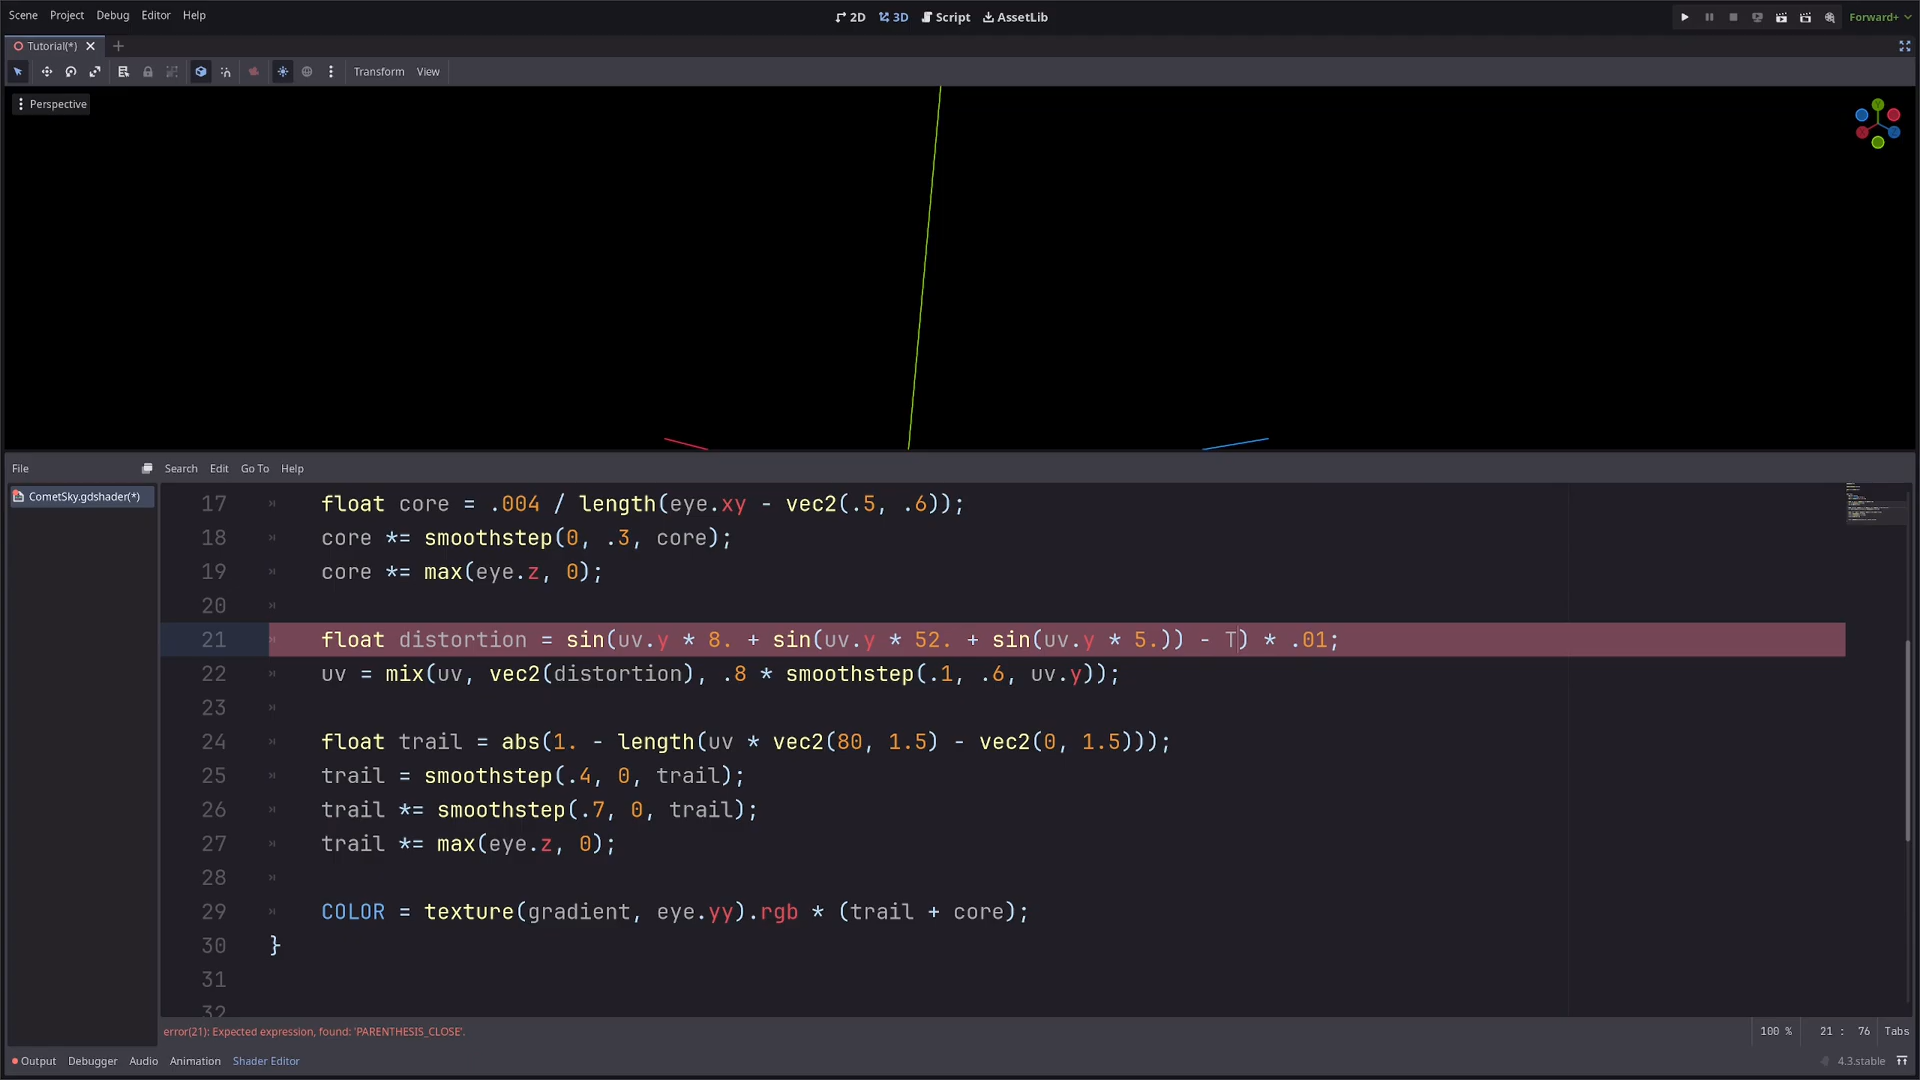 Scene Project Debug Editor Help
2D 3D Script AssetLib
Forward+
Tutorial(*)
Transform View
Perspective
File Search Edit Go To Help
CometSky.gdshader(*)
17 float core = .004 / length(eye.xy - vec2(.5, .6));
18 core *= smoothstep(0, .3, core);
19 core *= max(eye.z, 0);
20
21 float distortion = sin(uv.y * 8. + sin(uv.y * 52. + sin(uv.y * 5.)) - T) * .01;
22 uv = mix(uv, vec2(distortion), .8 * smoothstep(.1, .6, uv.y));
23
24 float trail = abs(1. - length(uv * vec2(80, 1.5) - vec2(0, 1.5)));
25 trail = smoothstep(.4, 0, trail);
26 trail *= smoothstep(.7, 0, trail);
27 trail *= max(eye.z, 0);
28
29 COLOR = texture(gradient, eye.yy).rgb * (trail + core);
30 }
31
32
error(21): Expected expression, found: 'PARENTHESIS_CLOSE'.
100 % 21 : 76 Tabs
Output Debugger Audio Animation Shader Editor
4.3.stable